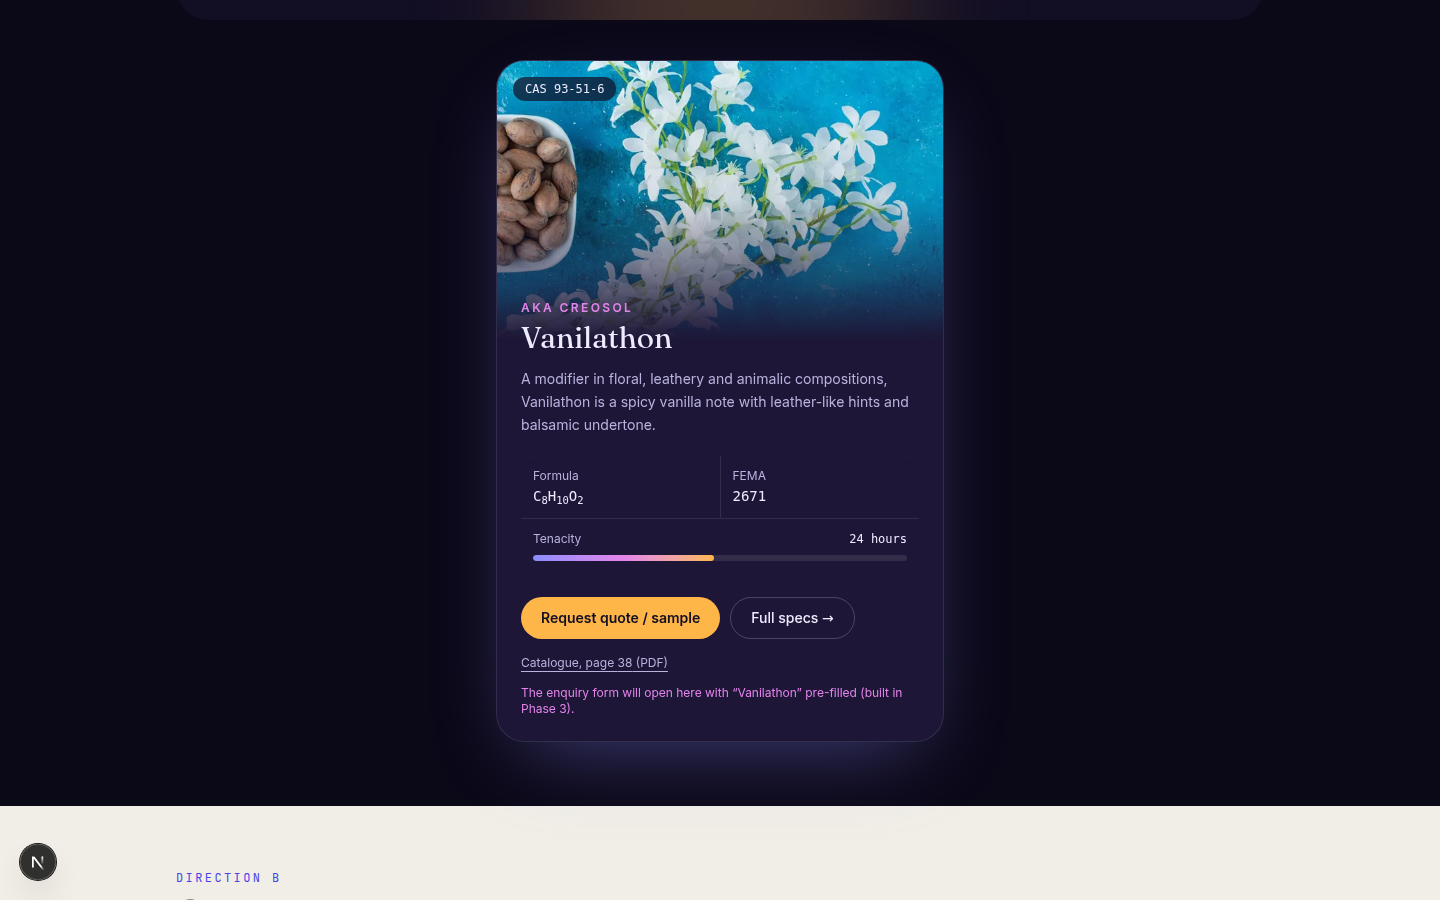 CAS 93-51-6
AKA CREOSOL
Vanilathon
A modifier in floral, leathery and animalic compositions,
Vanilathon is a spicy vanilla note with leather-like hints and
balsamic undertone.
Formula
C₈H₁₀O₂
FEMA
2671
Tenacity
24 hours
Request quote / sample
Full specs →
Catalogue, page 38 (PDF)
The enquiry form will open here with “Vanilathon” pre-filled (built in
Phase 3).
N
DIRECTION B